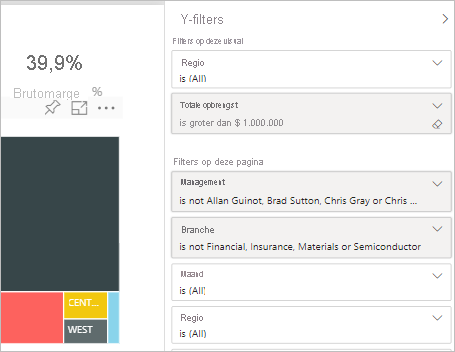 39,9%
Brutomarge %
CENT...
WEST
Y-filters
Filters op deze visual
Regio
is (All)
Totale opbrengst
is groter dan $ 1.000.000
Filters op deze pagina
Management
is not Allan Guinot, Brad Sutton, Chris Gray or Chris ...
Branche
is not Financial, Insurance, Materials or Semiconductor
Maand
is (All)
Regio
is (All)